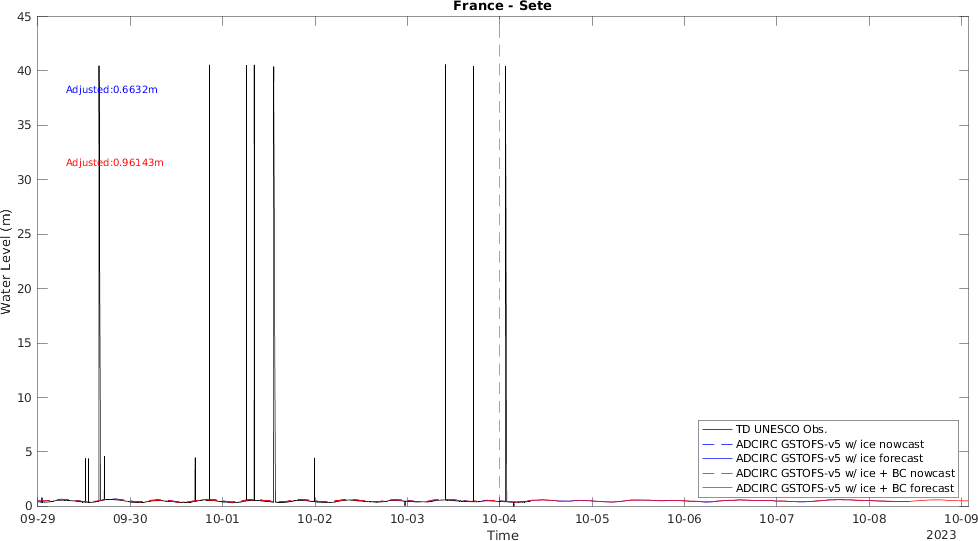 France - Sete
45
40
35
30
25
20
15
10
5
0
Water Level (m)
Adjusted:0.6632m
Adjusted:0.96143m
TD UNESCO Obs.
ADCIRC GSTOFS-v5 w/ ice nowcast
ADCIRC GSTOFS-v5 w/ ice forecast
ADCIRC GSTOFS-v5 w/ ice + BC nowcast
ADCIRC GSTOFS-v5 w/ ice + BC forecast
09-29 09-30 10-01 10-02 10-03 10-04 10-05 10-06 10-07 10-08 10-09
Time
2023